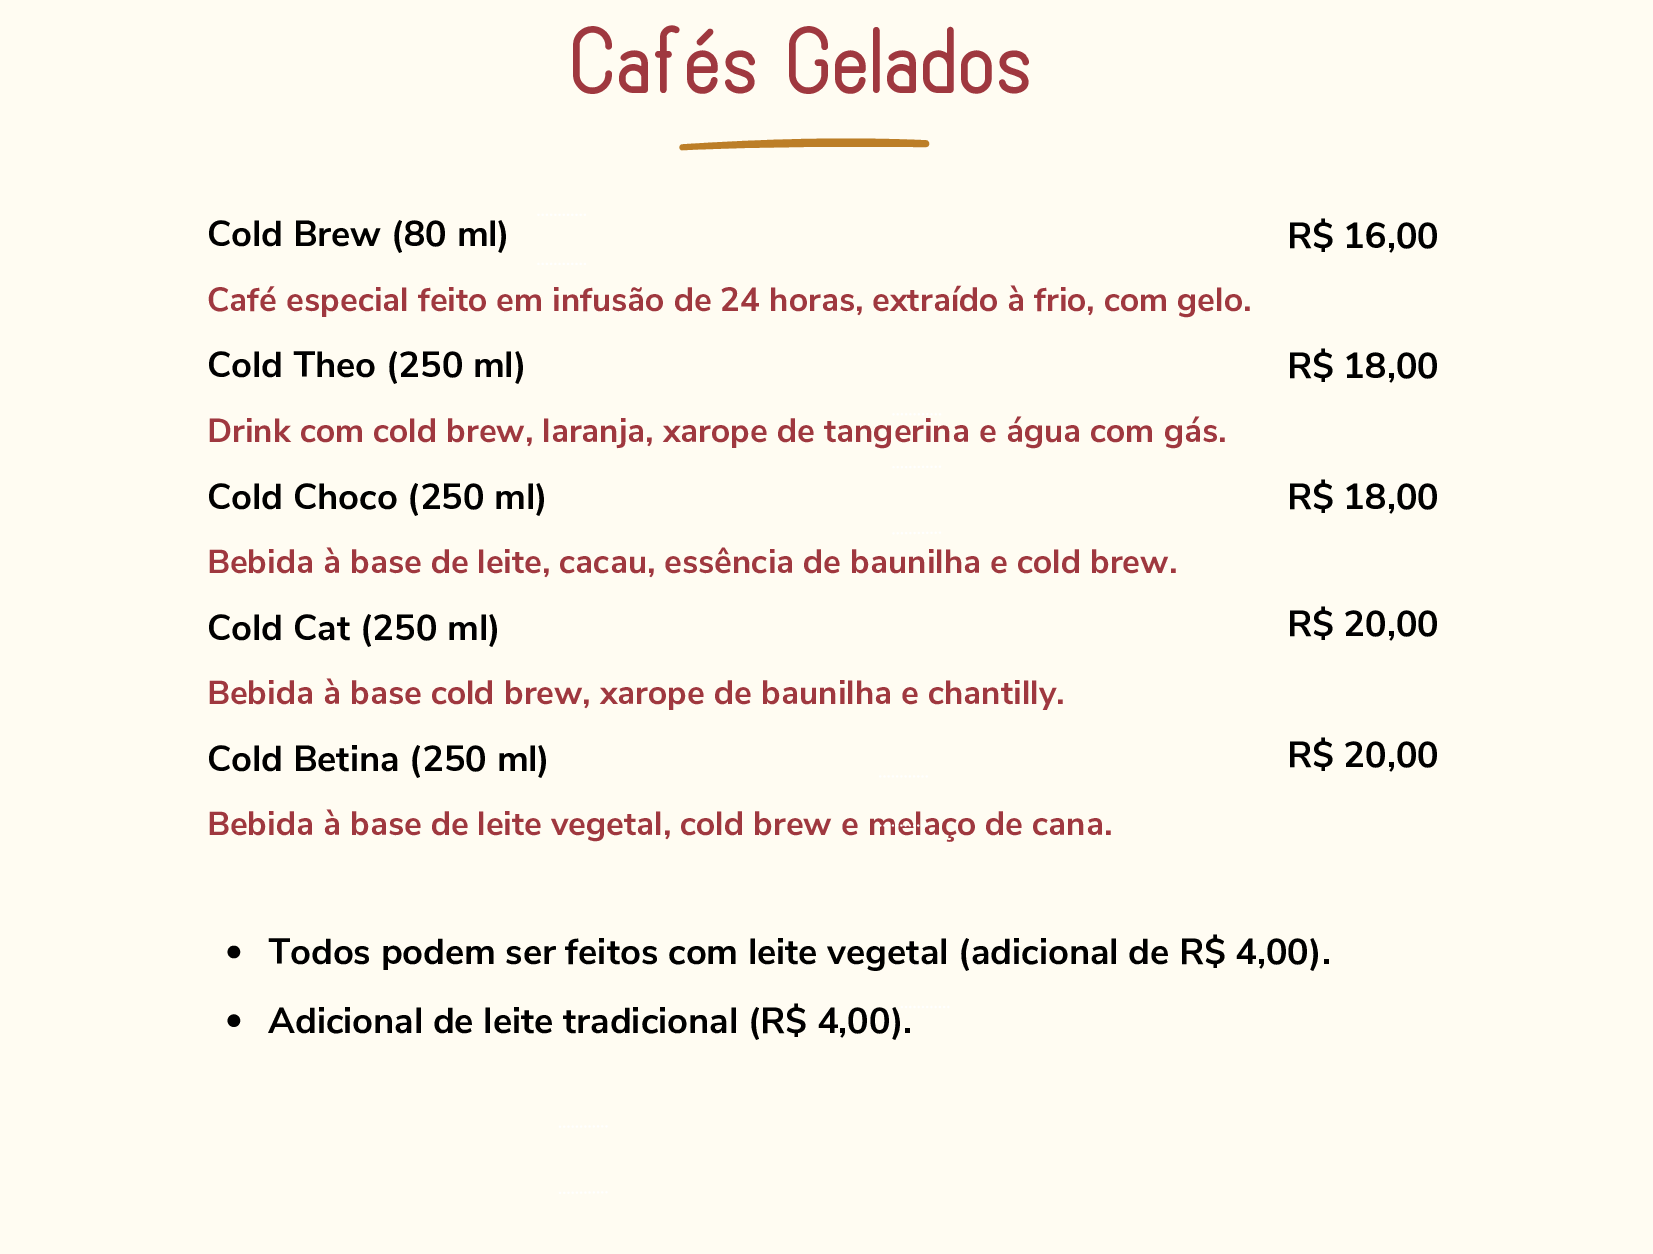 Cafés Gelados
Cold Brew (80 ml) R$ 16,00
Café especial feito em infusão de 24 horas, extraído à frio, com gelo.
Cold Theo (250 ml) R$ 18,00
Drink com cold brew, laranja, xarope de tangerina e água com gás.
Cold Choco (250 ml) R$ 18,00
Bebida à base de leite, cacau, essência de baunilha e cold brew.
Cold Cat (250 ml) R$ 20,00
Bebida à base cold brew, xarope de baunilha e chantilly.
Cold Betina (250 ml) R$ 20,00
Bebida à base de leite vegetal, cold brew e melaço de cana.
• Todos podem ser feitos com leite vegetal (adicional de R$ 4,00).
• Adicional de leite tradicional (R$ 4,00).